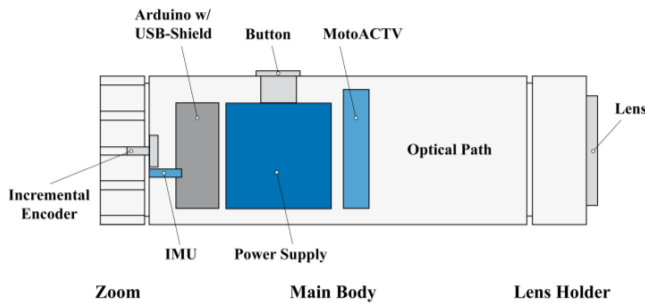 Arduino w/
USB-Shield
Button
MotoACTV
Lens
Optical Path
Incremental
Encoder
IMU
Power Supply
Zoom
Main Body
Lens Holder